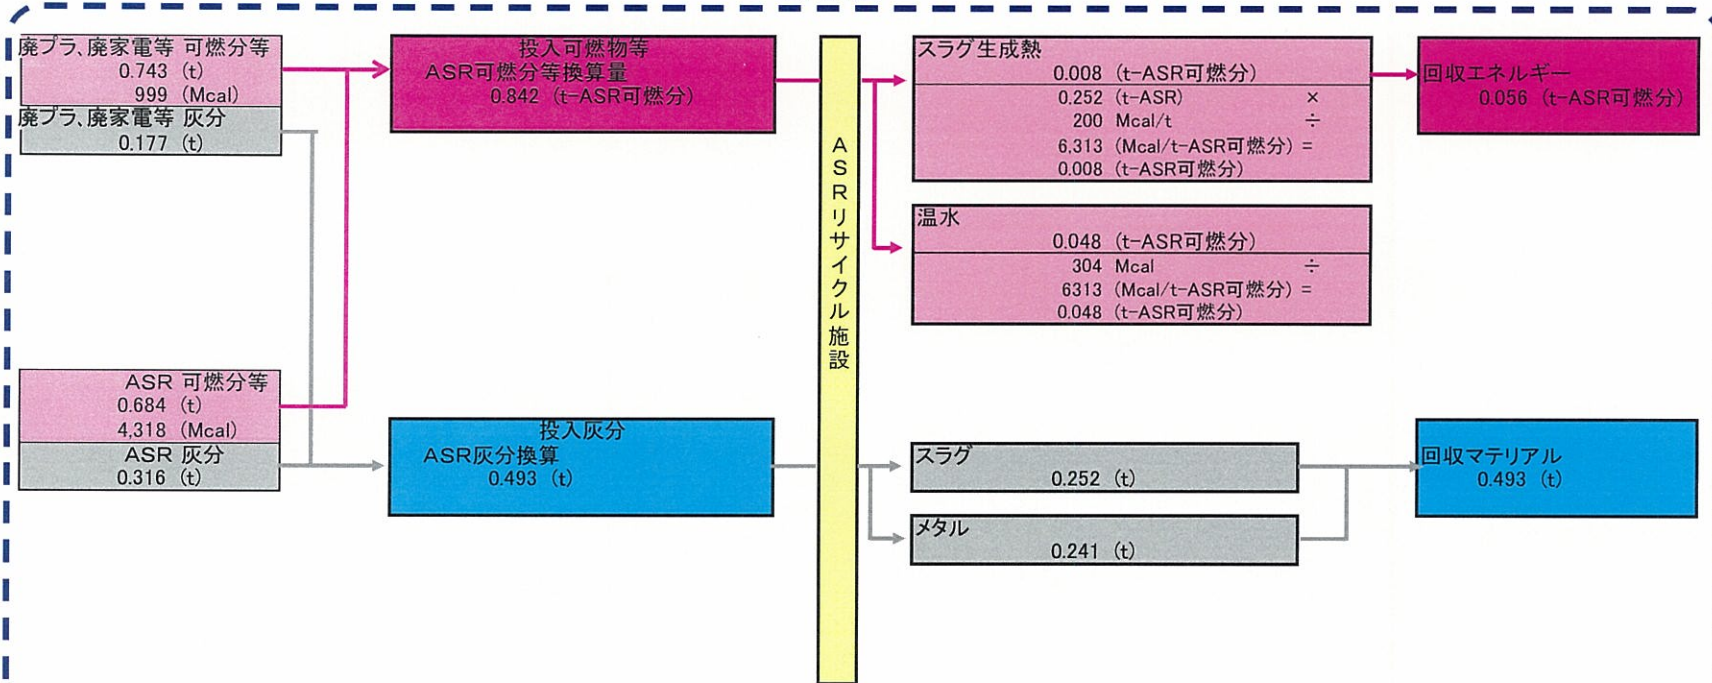 廃プラ、廃家電等 可燃分等
0.743 (t)
999 (Mcal)
廃プラ、廃家電等 灰分
0.177 (t)
ASR 可燃分等
0.684 (t)
4,318 (Mcal)
ASR 灰分
0.316 (t)
投入可燃物等
ASR可燃分等換算量
0.842 (t-ASR可燃分)
投入灰分
ASR灰分換算
0.493 (t)
ASRリサイクル施設
スラグ生成熱
0.008 (t-ASR可燃分)
0.252 (t-ASR) ×
200 Mcal/t ÷
6,313 (Mcal/t-ASR可燃分) =
0.008 (t-ASR可燃分)
温水
0.048 (t-ASR可燃分)
304 Mcal ÷
6313 (Mcal/t-ASR可燃分) =
0.048 (t-ASR可燃分)
スラグ
0.252 (t)
メタル
0.241 (t)
回収エネルギー
0.056 (t-ASR可燃分)
回収マテリアル
0.493 (t)